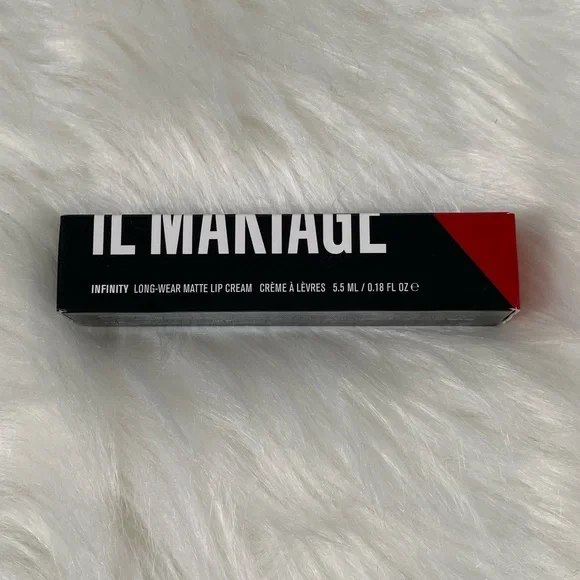 IL MAKIAGE
INFINITY LONG-WEAR MATTE LIP CREAM CRÈME À LÈVRES 5.5 ML / 0.18 FL OZ ℮